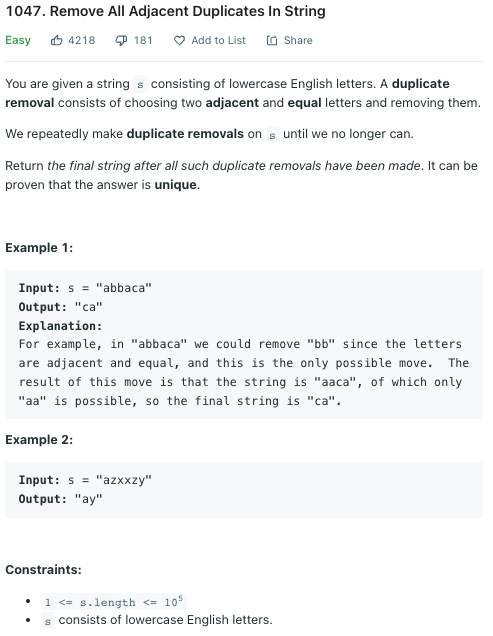 1047. Remove All Adjacent Duplicates In String
Easy 4218 181 Add to List Share
You are given a string s consisting of lowercase English letters. A duplicate
removal consists of choosing two adjacent and equal letters and removing them.
We repeatedly make duplicate removals on s until we no longer can.
Return the final string after all such duplicate removals have been made. It can be
proven that the answer is unique.
Example 1:
Input: s = "abbaca"
Output: "ca"
Explanation:
For example, in "abbaca" we could remove "bb" since the letters
are adjacent and equal, and this is the only possible move.  The
result of this move is that the string is "aaca", of which only
"aa" is possible, so the final string is "ca".
Example 2:
Input: s = "azxxzy"
Output: "ay"
Constraints:
• 1 <= s.length <= 10⁵
• s consists of lowercase English letters.